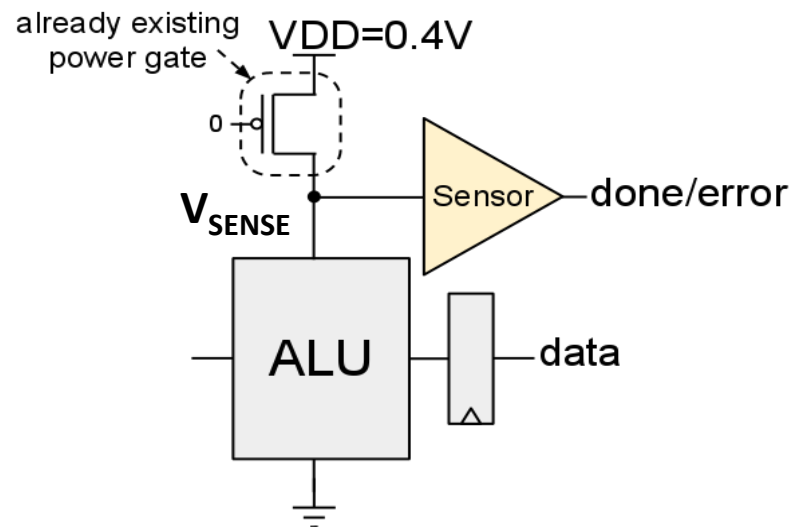 already existing
power gate
VDD=0.4V
0
VSENSE
Sensor
done/error
ALU
data